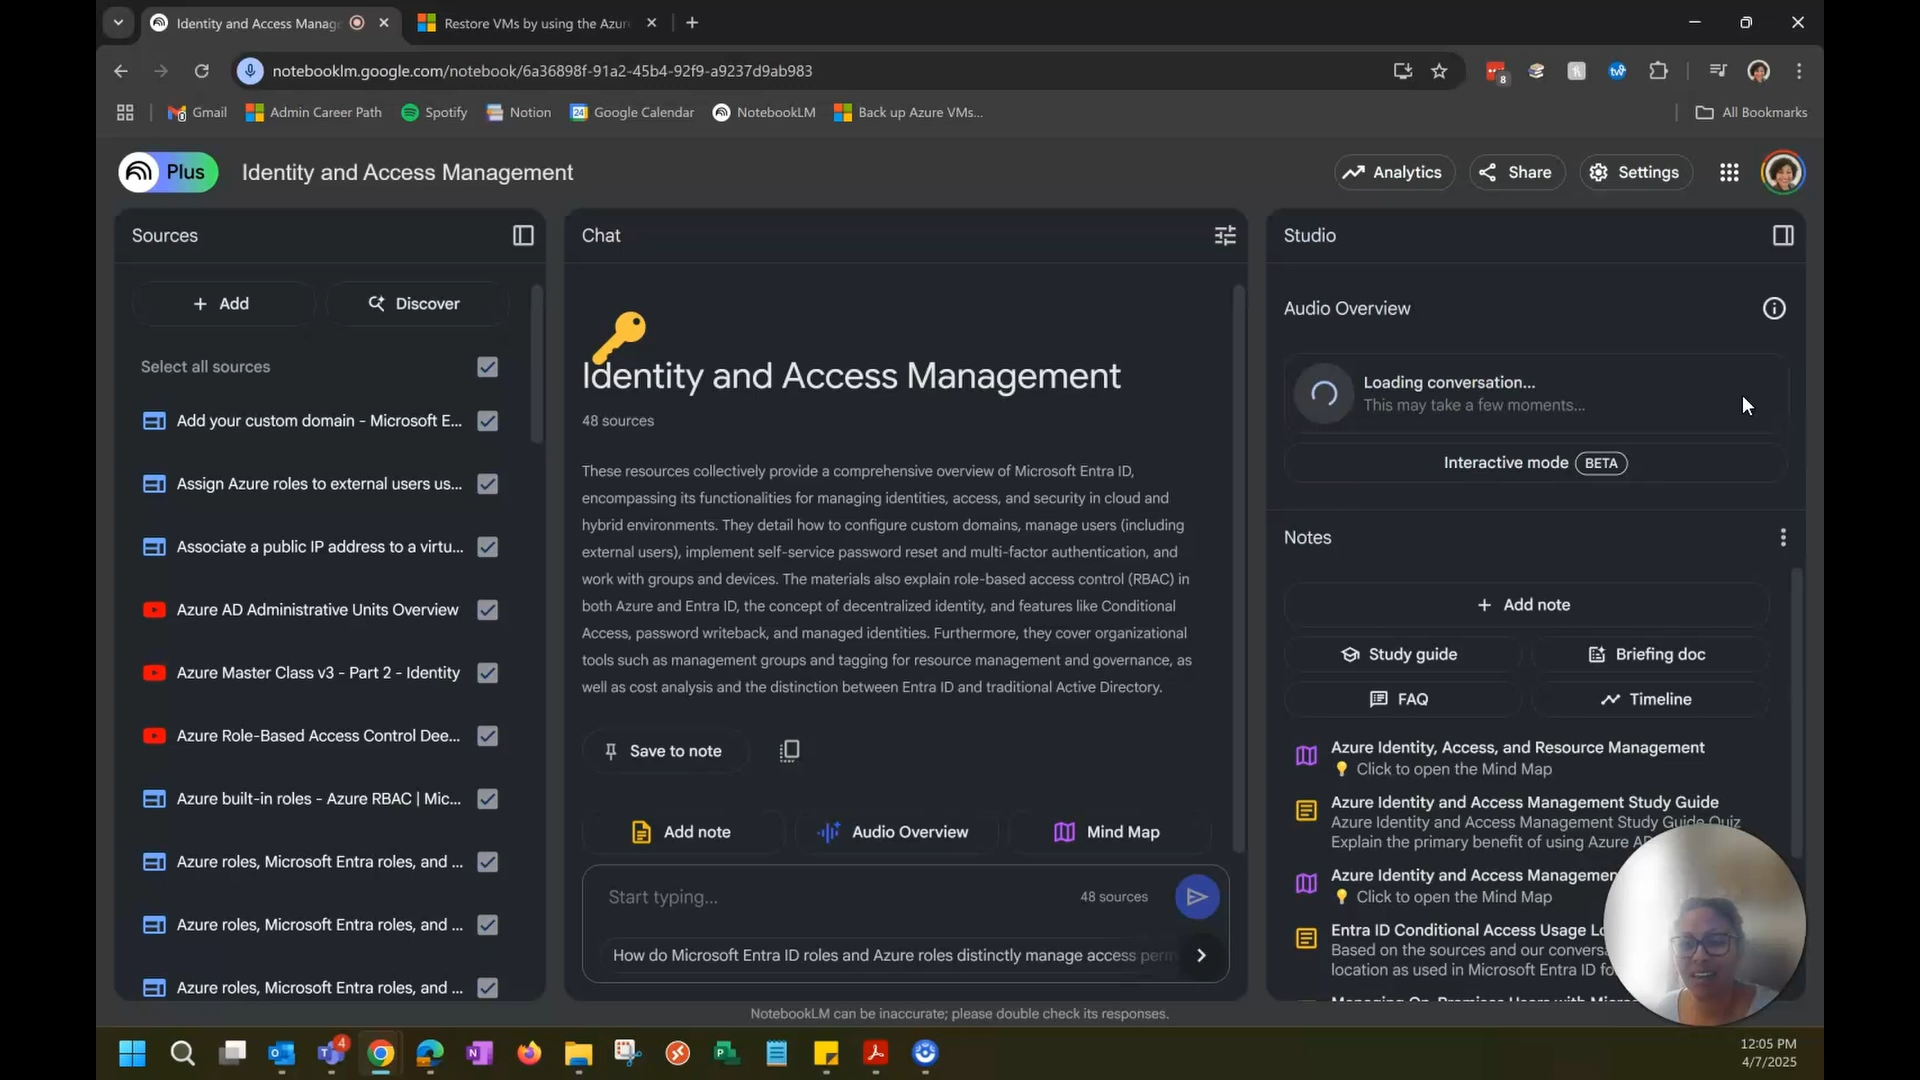 Identity and Access Manag
Restore VMs by using the Azur
notebooklm.google.com/notebook/6a36898f-91a2-45b4-92f9-a9237d9ab983
8
Gmail
Admin Career Path
Spotify
24
Notion
Google Calendar
NotebookLM
Back up Azure VMs...
All Bookmarks
Plus
Identity and Access Management
Analytics
Share
Settings
Sources
+ Add
Discover
Select all sources
Add your custom domain - Microsoft E...
Assign Azure roles to external users us...
Associate a public IP address to a virtu...
Azure AD Administrative Units Overview
Azure Master Class v3 - Part 2 - Identity
Azure Role-Based Access Control Dee...
Azure built-in roles - Azure RBAC | Mic...
Azure roles, Microsoft Entra roles, and ...
Azure roles, Microsoft Entra roles, and ...
Azure roles, Microsoft Entra roles, and ...
Chat
Identity and Access Management
48 sources
These resources collectively provide a comprehensive overview of Microsoft Entra ID,
encompassing its functionalities for managing identities, access, and security in cloud and
hybrid environments. They detail how to configure custom domains, manage users (including
external users), implement self-service password reset and multi-factor authentication, and
work with groups and devices. The materials also explain role-based access control (RBAC) in
both Azure and Entra ID, the concept of decentralized identity, and features like Conditional
Access, password writeback, and managed identities. Furthermore, they cover organizational
tools such as management groups and tagging for resource management and governance, as
well as cost analysis and the distinction between Entra ID and traditional Active Directory.
Save to note
Add note
Audio Overview
Mind Map
Start typing...
48 sources
How do Microsoft Entra ID roles and Azure roles distinctly manage access perm
NotebookLM can be inaccurate; please double check its responses.
Studio
Audio Overview
Loading conversation...
This may take a few moments...
Interactive mode BETA
Notes
+ Add note
Study guide
Briefing doc
FAQ
Timeline
Azure Identity, Access, and Resource Management
Click to open the Mind Map
Azure Identity and Access Management Study Guide
Azure Identity and Access Management Study Guide Quiz
Explain the primary benefit of using Azure
Azure Identity and Access Managemen
Click to open the Mind Map
Entra ID Conditional Access Usage Lo
Based on the sources and our convers
location as used in Microsoft Entra ID fo
4
12:05 PM
4/7/2025